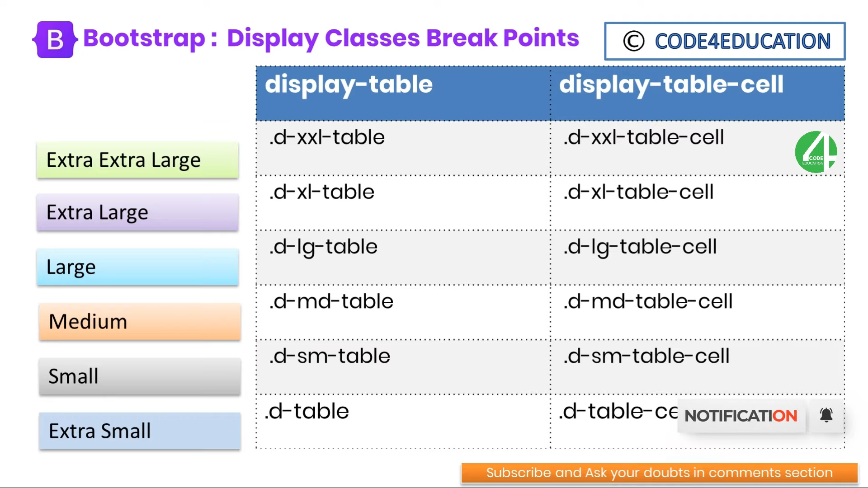 B Bootstrap : Display Classes Break Points
© CODE4EDUCATION
display-table display-table-cell
Extra Extra Large .d-xxl-table .d-xxl-table-cell
4
CODE
Extra Large .d-xl-table .d-xl-table-cell
Large .d-lg-table .d-lg-table-cell
Medium .d-md-table .d-md-table-cell
Small .d-sm-table .d-sm-table-cell
Extra Small .d-table .d-table-ce
NOTIFICATION
Subscribe and Ask your doubts in comments section